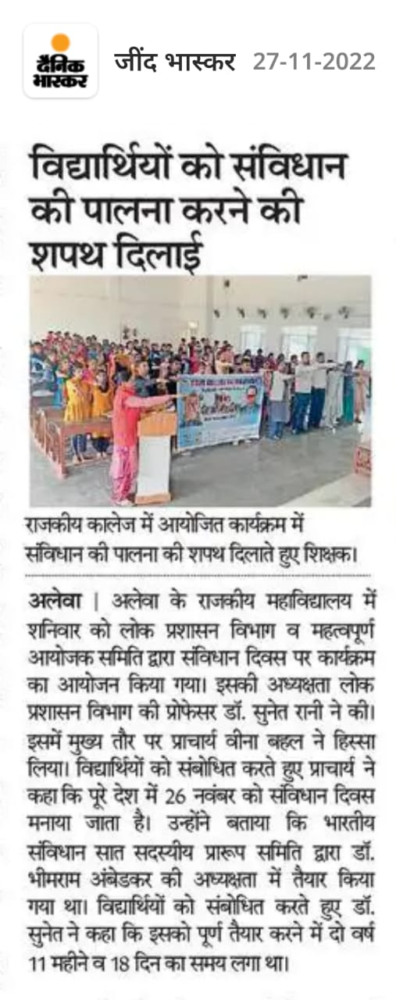 दैनिक
भास्कर
जींद भास्कर 27-11-2022
विद्यार्थियों को संविधान
की पालना करने की
शपथ दिलाई
राजकीय कालेज में आयोजित कार्यक्रम में
संविधान की पालना की शपथ दिलाते हुए शिक्षक।
अलेवा | अलेवा के राजकीय महाविद्यालय में
शनिवार को लोक प्रशासन विभाग व महत्वपूर्ण
आयोजक समिति द्वारा संविधान दिवस पर कार्यक्रम
का आयोजन किया गया। इसकी अध्यक्षता लोक
प्रशासन विभाग की प्रोफेसर डॉ. सुनेत रानी ने की।
इसमें मुख्य तौर पर प्राचार्य वीना बहल ने हिस्सा
लिया। विद्यार्थियों को संबोधित करते हुए प्राचार्य ने
कहा कि पूरे देश में 26 नवंबर को संविधान दिवस
मनाया जाता है। उन्होंने बताया कि भारतीय
संविधान सात सदस्यीय प्रारूप समिति द्वारा डॉ.
भीमराम अंबेडकर की अध्यक्षता में तैयार किया
गया था। विद्यार्थियों को संबोधित करते हुए डॉ.
सुनेत ने कहा कि इसको पूर्ण तैयार करने में दो वर्ष
11 महीने व 18 दिन का समय लगा था।